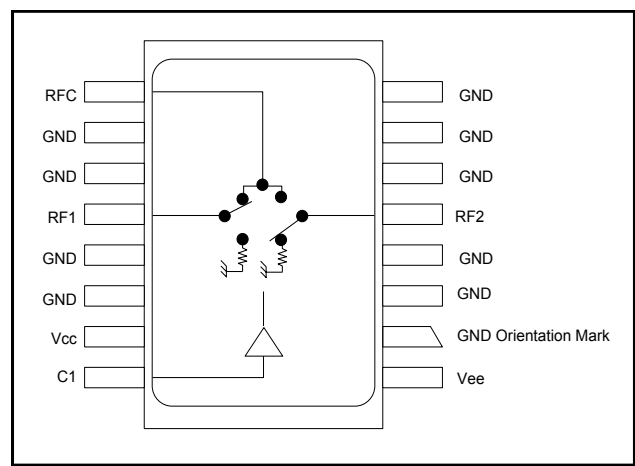 RFC
GND
GND
RF1
GND
GND
Vcc
C1
GND
GND
GND
RF2
GND
GND
GND Orientation Mark
Vee